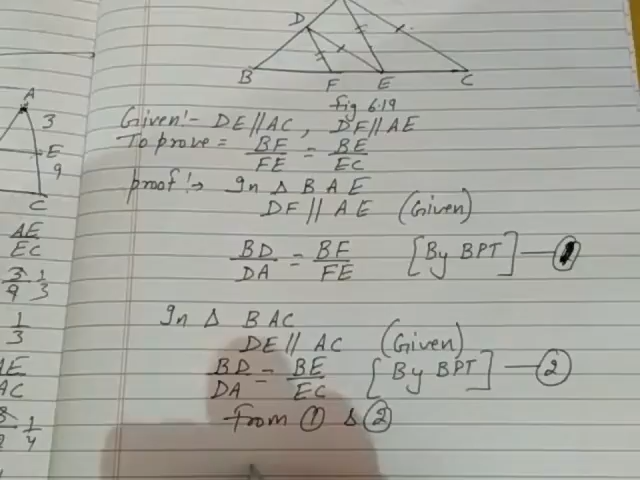 D
B F E C
Fig 6.19
Given:- DE || AC, DF || AE
To prove = BF/FE = BE/EC
proof:→ In Δ BAE
DF || AE (Given)
BD/DA = BF/FE [By BPT] — ①
In Δ BAC
DE || AC (Given)
BD/DA = BE/EC [By BPT] — ②
From ① & ②
A
3
E
9
C
AE/EC
3/9 1/3
1/3
AE
AC
1/4